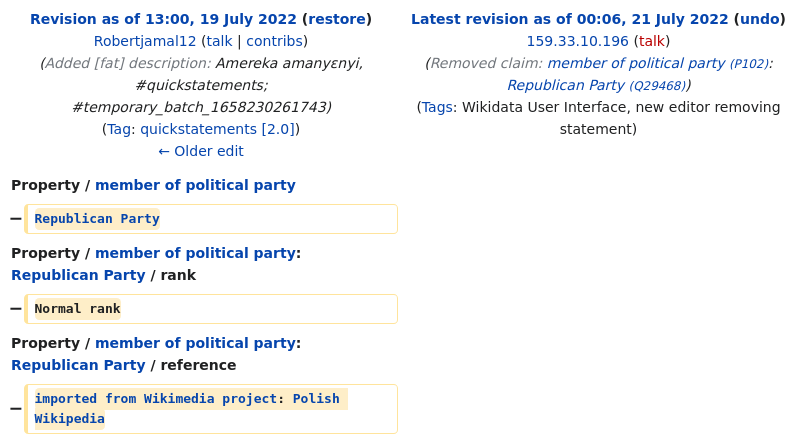 Revision as of 13:00, 19 July 2022 (restore)
Robertjamal12 (talk | contribs)
(Added [fat] description: Amereka amanyɛnyi,
#quickstatements;
#temporary_batch_1658230261743)
(Tag: quickstatements [2.0])
← Older edit
Latest revision as of 00:06, 21 July 2022 (undo)
159.33.10.196 (talk)
(Removed claim: member of political party (P102):
Republican Party (Q29468))
(Tags: Wikidata User Interface, new editor removing
statement)
Property / member of political party
− Republican Party
Property / member of political party:
Republican Party / rank
− Normal rank
Property / member of political party:
Republican Party / reference
− imported from Wikimedia project: Polish
Wikipedia